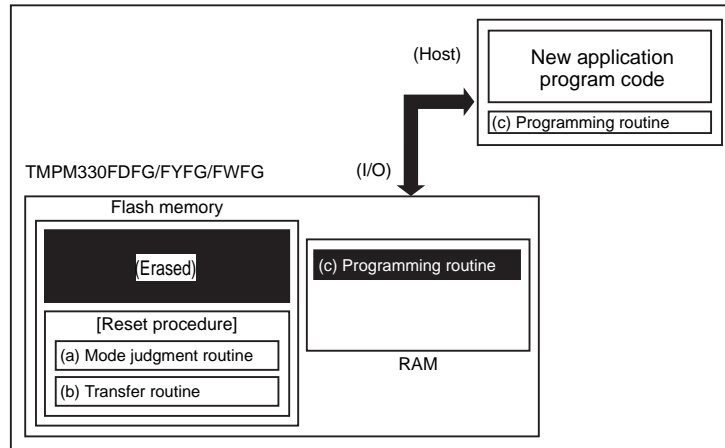 (Host)
New application
program code
(c) Programming routine
TMPM330FDFG/FYFG/FWFG
(I/O)
Flash memory
(Erased)
(c) Programming routine
[Reset procedure]
(a) Mode judgment routine
(b) Transfer routine
RAM